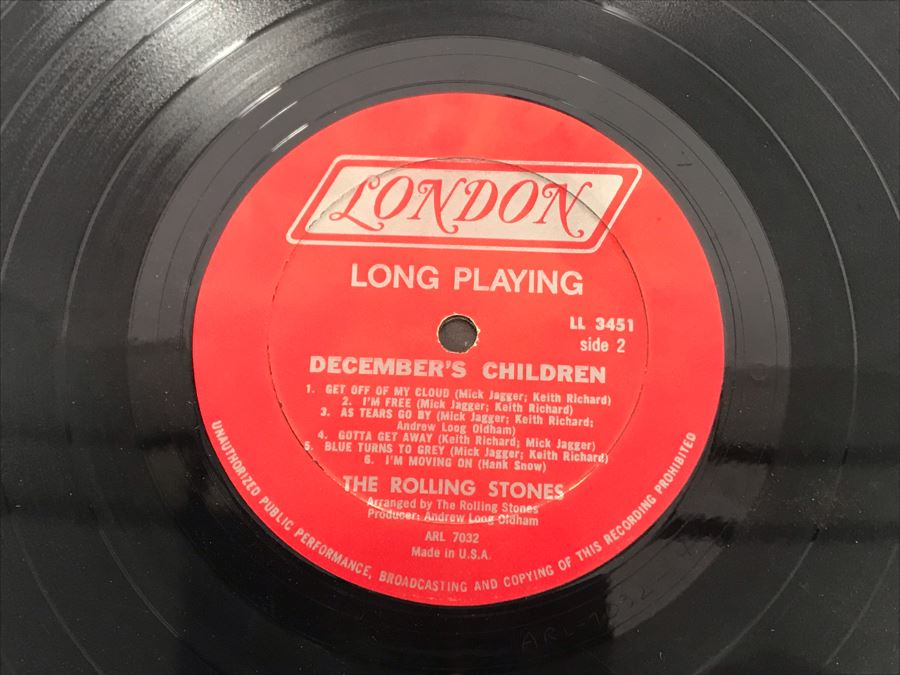 LONDON
LONG PLAYING
LL 3451
side 2
DECEMBER'S CHILDREN
1. GET OFF OF MY CLOUD (Mick Jagger; Keith Richard)
2. I'M FREE (Mick Jagger; Keith Richard)
3. AS TEARS GO BY (Mick Jagger; Keith Richard;
Andrew Loog Oldham)
4. GOTTA GET AWAY (Keith Richard; Mick Jagger)
5. BLUE TURNS TO GREY (Mick Jagger; Keith Richard)
6. I'M MOVING ON (Hank Snow)
THE ROLLING STONES
Arranged by The Rolling Stones
Producer: Andrew Loog Oldham
ARL 7032
Made in U.S.A.
UNAUTHORIZED PUBLIC PERFORMANCE, BROADCASTING AND COPYING OF THIS RECORDING PROHIBITED